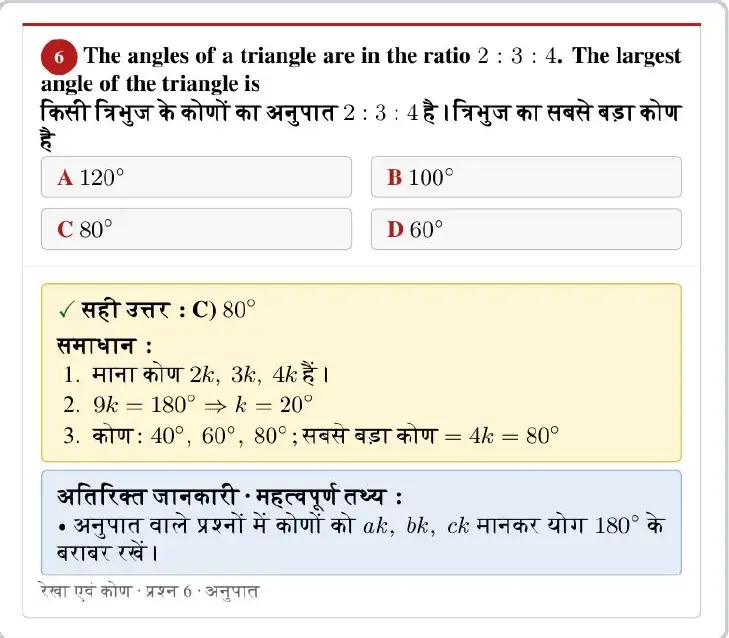 6 The angles of a triangle are in the ratio 2 : 3 : 4. The largest
angle of the triangle is
किसी त्रिभुज के कोणों का अनुपात 2 : 3 : 4 है। त्रिभुज का सबसे बड़ा कोण
है
A 120°
B 100°
C 80°
D 60°
✓ सही उत्तर : C) 80°
समाधान :
1. माना कोण 2k, 3k, 4k हैं ।
2. 9k = 180° ⇒ k = 20°
3. कोण : 40°, 60°, 80° ; सबसे बड़ा कोण = 4k = 80°
अतिरिक्त जानकारी · महत्वपूर्ण तथ्य :
• अनुपात वाले प्रश्नों में कोणों को ak, bk, ck मानकर योग 180° के
बराबर रखें ।
रेखा एवं कोण · प्रश्न 6 · अनुपात